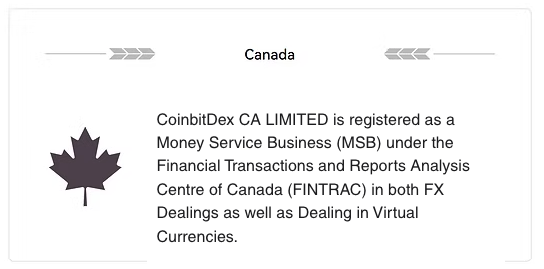 Canada
CoinbitDex CA LIMITED is registered as a
Money Service Business (MSB) under the
Financial Transactions and Reports Analysis
Centre of Canada (FINTRAC) in both FX
Dealings as well as Dealing in Virtual
Currencies.